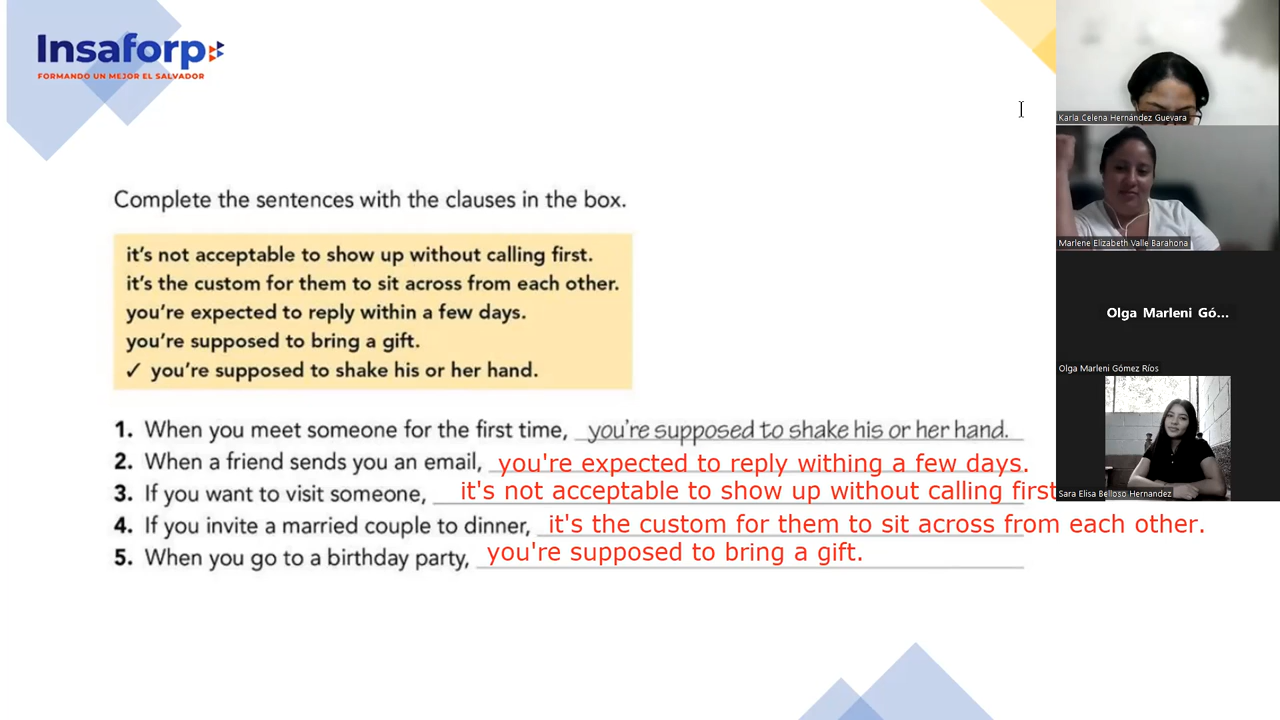 Insaforp
FORMANDO UN MEJOR EL SALVADOR
Complete the sentences with the clauses in the box.
it's not acceptable to show up without calling first.
it's the custom for them to sit across from each other.
you're expected to reply within a few days.
you're supposed to bring a gift.
✓ you're supposed to shake his or her hand.
1. When you meet someone for the first time, you're supposed to shake his or her hand.
2. When a friend sends you an email, you're expected to reply withing a few days.
3. If you want to visit someone, it's not acceptable to show up without calling first
4. If you invite a married couple to dinner, it's the custom for them to sit across from each other.
5. When you go to a birthday party, you're supposed to bring a gift.
Karla Celena Hernández Guevara
Marlene Elizabeth Valle Barahona
Olga Marleni Gó...
Olga Marleni Gómez Ríos
Sara Elisa Belloso Hernandez